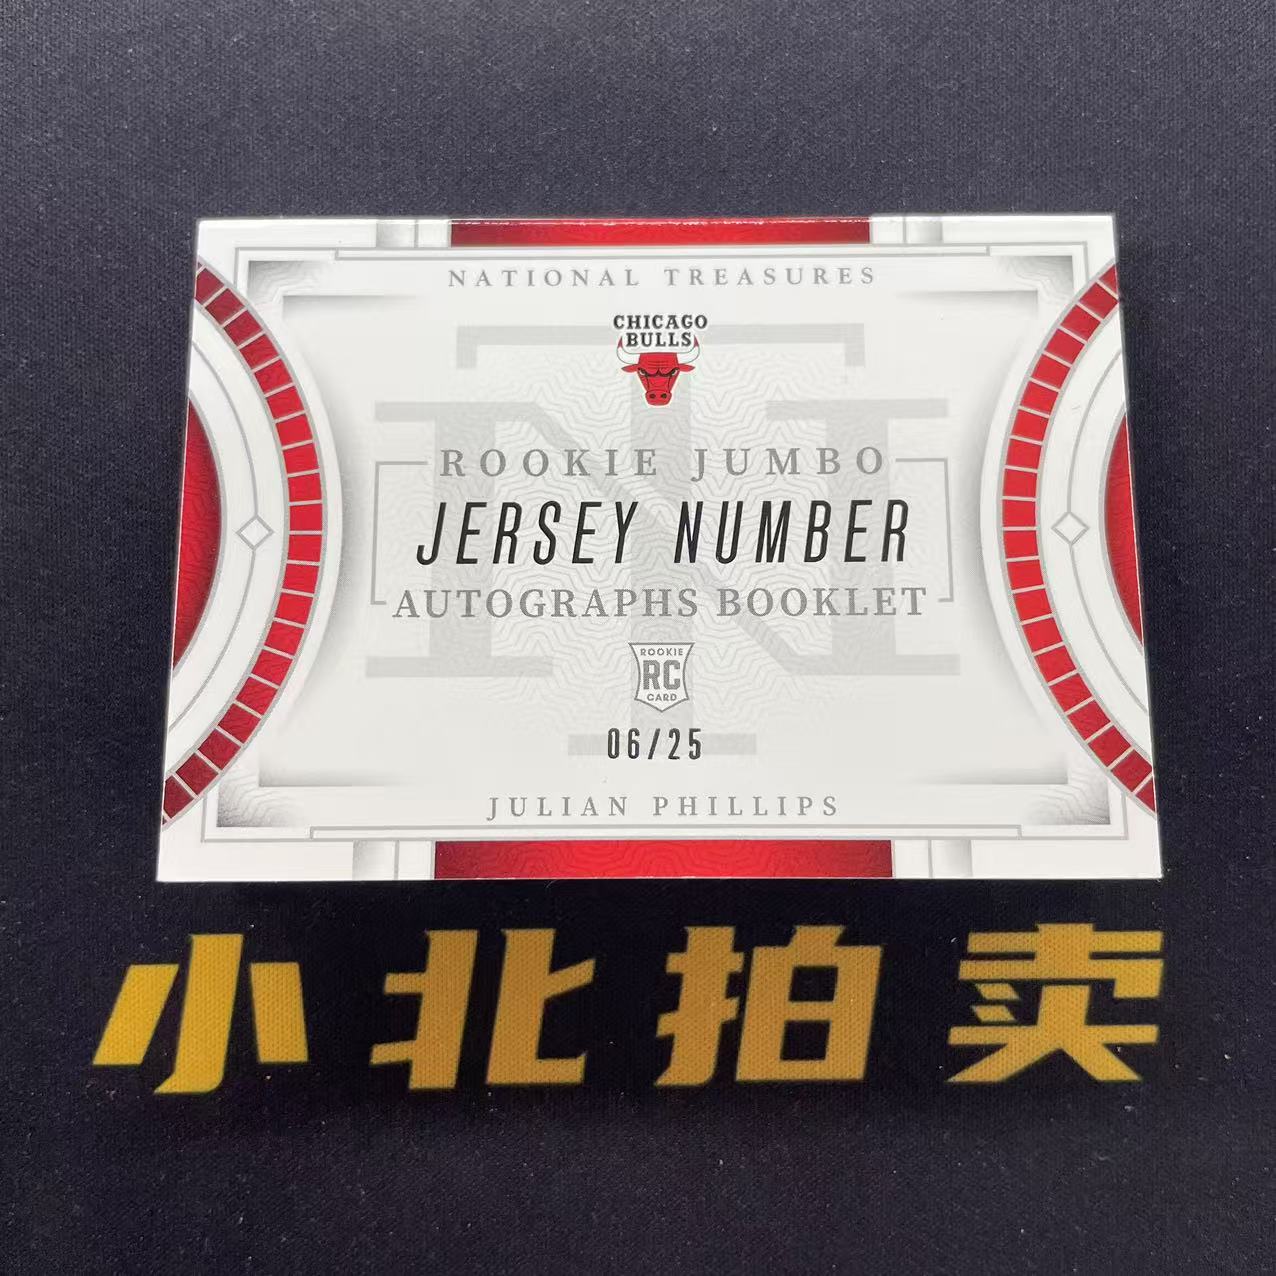 NATIONAL TREASURES
CHICAGO
BULLS
ROOKIE JUMBO
JERSEY NUMBER
AUTOGRAPHS BOOKLET
ROOKIE
RC
CARD
06/25
JULIAN PHILLIPS
小北拍卖